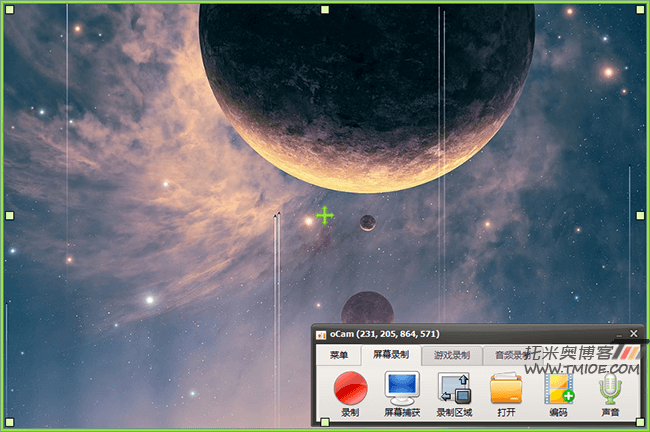 oCam (231, 205, 864, 571)
菜单 屏幕录制 游戏录制 音频录制
托米奥博客
WWW.TMIOE.COM
录制 屏幕捕获 录制区域 打开 编码 声音